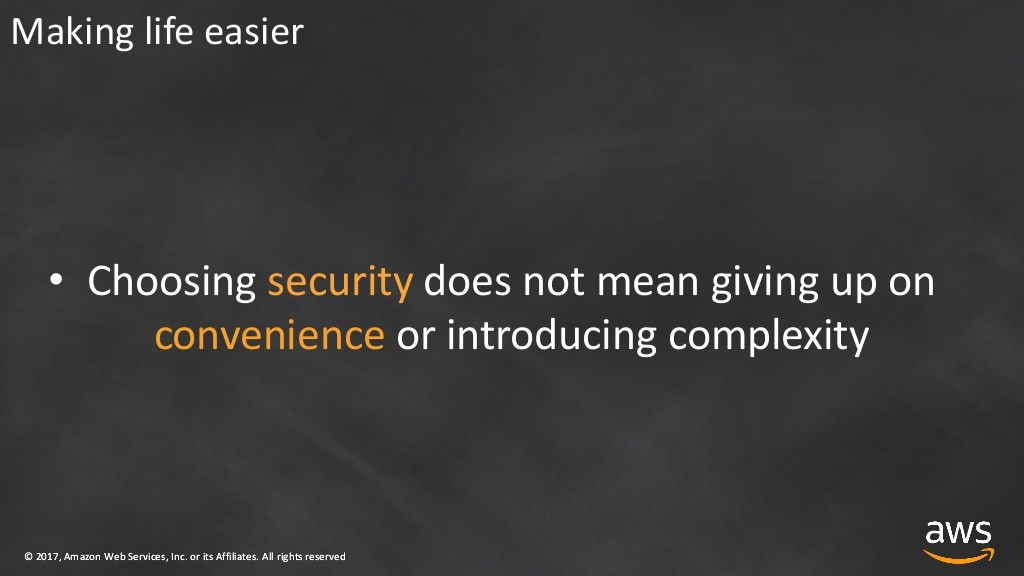 Making life easier
• Choosing security does not mean giving up on
convenience or introducing complexity
© 2017, Amazon Web Services, Inc. or its Affiliates. All rights reserved
aws